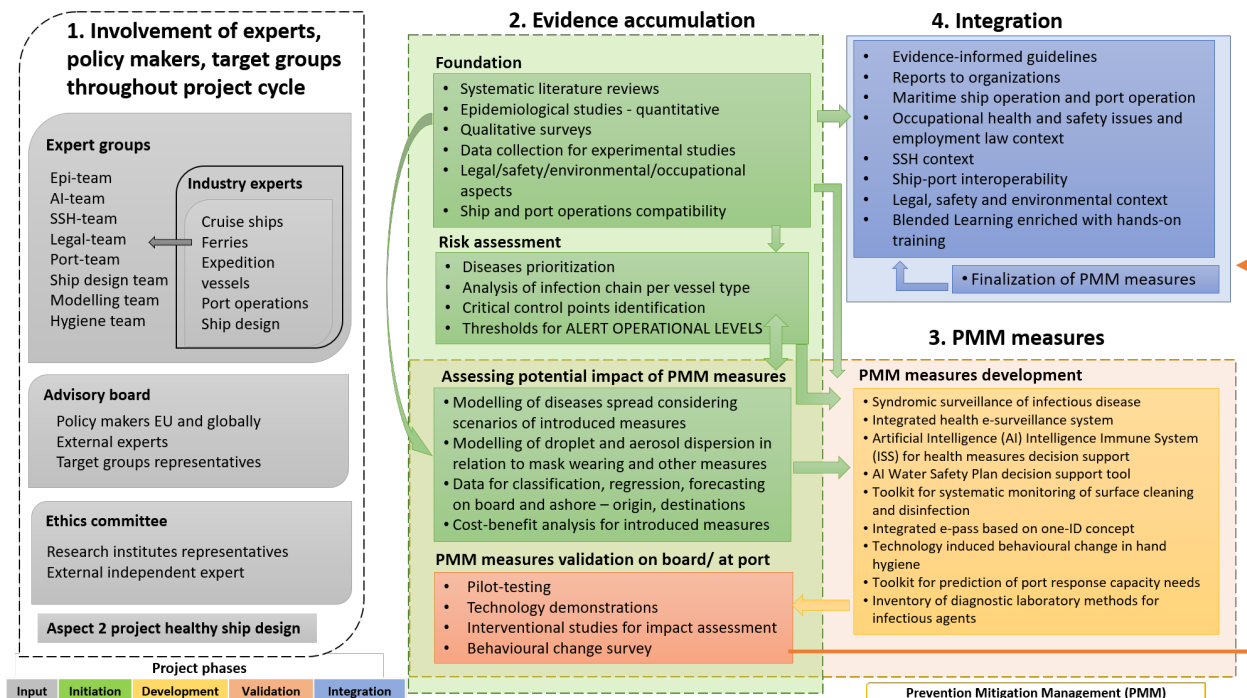 1. Involvement of experts,
policy makers, target groups
throughout project cycle
Expert groups
Epi-team
AI-team
SSH-team
Legal-team
Port-team
Ship design team
Modelling team
Hygiene team
Industry experts
Cruise ships
Ferries
Expedition
vessels
Port operations
Ship design
Advisory board
Policy makers EU and globally
External experts
Target groups representatives
Ethics committee
Research institutes representatives
External independent expert
Aspect 2 project healthy ship design
Project phases
Input
Initiation
Development
Validation
Integration
2. Evidence accumulation
Foundation
• Systematic literature reviews
• Epidemiological studies - quantitative
• Qualitative surveys
• Data collection for experimental studies
• Legal/safety/environmental/occupational
aspects
• Ship and port operations compatibility
Risk assessment
• Diseases prioritization
• Analysis of infection chain per vessel type
• Critical control points identification
• Thresholds for ALERT OPERATIONAL LEVELS
Assessing potential impact of PMM measures
• Modelling of diseases spread considering
scenarios of introduced measures
• Modelling of droplet and aerosol dispersion in
relation to mask wearing and other measures
• Data for classification, regression, forecasting
on board and ashore – origin, destinations
• Cost-benefit analysis for introduced measures
PMM measures validation on board/ at port
• Pilot-testing
• Technology demonstrations
• Interventional studies for impact assessment
• Behavioural change survey
4. Integration
• Evidence-informed guidelines
• Reports to organizations
• Maritime ship operation and port operation
• Occupational health and safety issues and
employment law context
• SSH context
• Ship-port interoperability
• Legal, safety and environmental context
• Blended Learning enriched with hands-on
training
• Finalization of PMM measures
3. PMM measures
PMM measures development
• Syndromic surveillance of infectious disease
• Integrated health e-surveillance system
• Artificial Intelligence (AI) Intelligence Immune System
(ISS) for health measures decision support
• AI Water Safety Plan decision support tool
• Toolkit for systematic monitoring of surface cleaning
and disinfection
• Integrated e-pass based on one-ID concept
• Technology induced behavioural change in hand
hygiene
• Toolkit for prediction of port response capacity needs
• Inventory of diagnostic laboratory methods for
infectious agents
Prevention Mitigation Management (PMM)